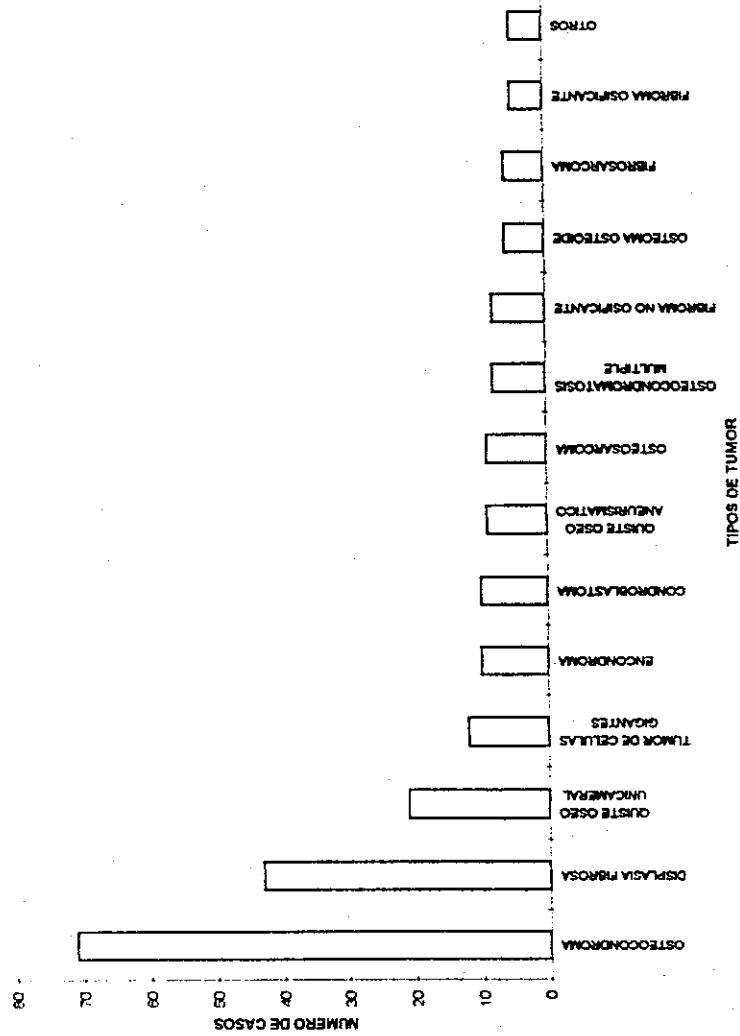 NUMERO DE CASOS
80
70
60
50
40
30
20
10
0
OSTEOCONDROMA
DISPLASIA FIBROSA
QUISTE OSEO
UNICAMERAL
TUMOR DE CELULAS
GIGANTES
ENCONDROMA
CONDROBLASTOMA
QUISTE OSEO
ANEURISMATICO
OSTEOSARCOMA
OSTEOCONDROMATOSIS
MULTIPLE
FIBROMA NO OSIFICANTE
OSTEOMA OSTEOIDE
FIBROSARCOMA
FIBROMA OSIFICANTE
OTROS
TIPOS DE TUMOR